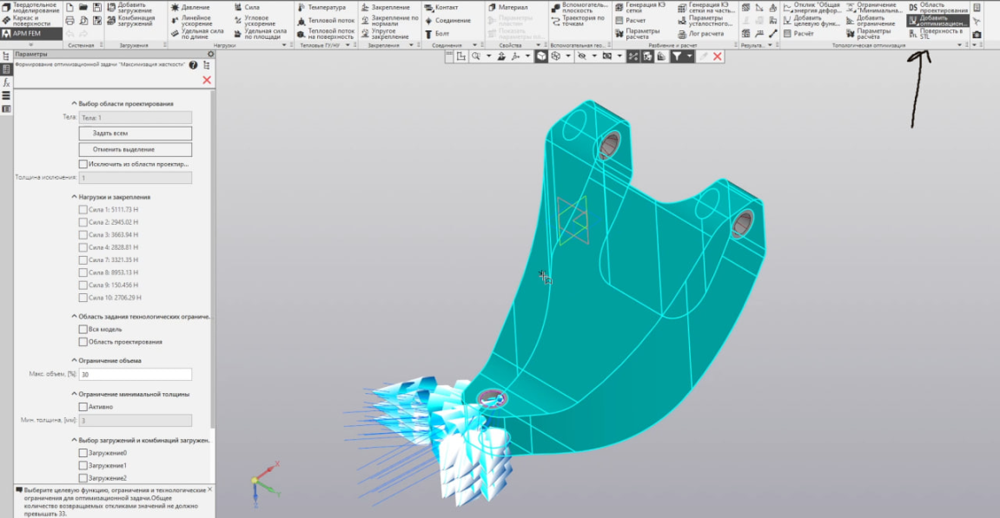 Твердотельное моделирование
Каркас и поверхности
APM FEM
Системная
Добавить загружение
Комбинация загружений
Загружения
Давление
Линейное ускорение
Удельная сила по длине
Сила
Угловое ускорение
Удельная сила по площади
Нагрузки
Температура
Тепловой поток
Тепловой поток на поверхность
Тепловые ГУ/НУ
Закрепление
Закрепление по нормали
Упругое закрепление
Закрепления
Контакт
Соединение
Болт
Соединения
Материал
Параметры пластин
Показать параметры по...
Свойства
Вспомогатель... плоскость
Траектория по точкам
Вспомогательная гео...
Генерация КЭ сетки
Расчет
Параметры расчета
Генерация КЭ сетки на часть...
Параметры сетки на часть...
Лог расчета
Разбиение и расчет
Результ...
Отклик "Общая энергия дефор...
Добавить целевую функ...
Расчёт
Ограничение "Минимальна...
Добавить ограничение
Параметры расчёта
Область проектирования
Добавить оптимизацион...
Поверхность в STL
Топологическая оптимизация
Параметры
Формирование оптимизационной задачи "Максимизация жесткости"
Выбор области проектирования
Тела: Тела: 1
Задать всем
Отменить выделение
Исключить из области проектир...
Толщина исключения: 1
Нагрузки и закрепления
Сила 1: 5111.73 Н
Сила 2: 2945.02 Н
Сила 3: 3663.94 Н
Сила 4: 2828.81 Н
Сила 7: 3321.35 Н
Сила 8: 8953.13 Н
Сила 9: 150.456 Н
Сила 10: 2706.29 Н
Область задания технологических ограниче...
Вся модель
Область проектирования
Ограничение объема
Макс. объем, [%]: 30
Ограничение минимальной толщины
Активно
Мин. толщина, [мм]: 3
Выбор загружений и комбинаций загружен.
Загружение0
Загружение1
Загружение2
Выберите целевую функцию, ограничения и технологические
ограничения для оптимизационной задачи.Общее
количество возвращаемых откликами значений не должно
превышать 33.